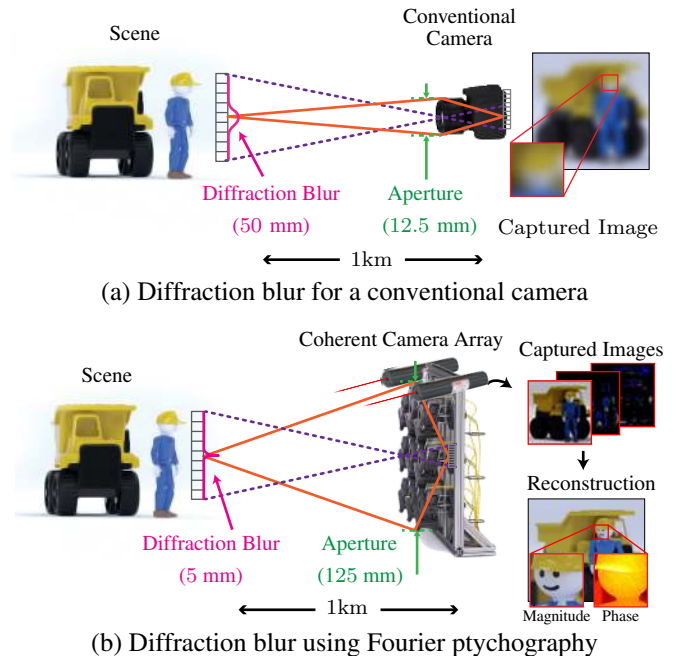 Scene
Conventional
Camera
Diffraction Blur
(50 mm)
Aperture
(12.5 mm)
Captured Image
1km
(a) Diffraction blur for a conventional camera
Coherent Camera Array
Scene
Captured Images
Reconstruction
Diffraction Blur
(5 mm)
Aperture
(125 mm)
Magnitude
Phase
1km
(b) Diffraction blur using Fourier ptychography